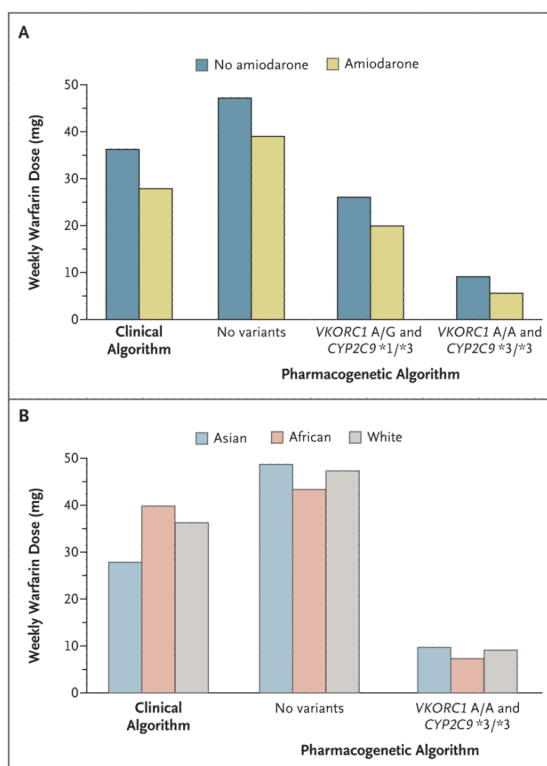 A
No amiodarone Amiodarone
Weekly Warfarin Dose (mg)
50
40
30
20
10
0
Clinical Algorithm
No variants
VKORC1 A/G and CYP2C9 *1/*3
VKORC1 A/A and CYP2C9 *3/*3
Pharmacogenetic Algorithm
B
Asian African White
Weekly Warfarin Dose (mg)
50
40
30
20
10
0
Clinical Algorithm
No variants
VKORC1 A/A and CYP2C9 *3/*3
Pharmacogenetic Algorithm